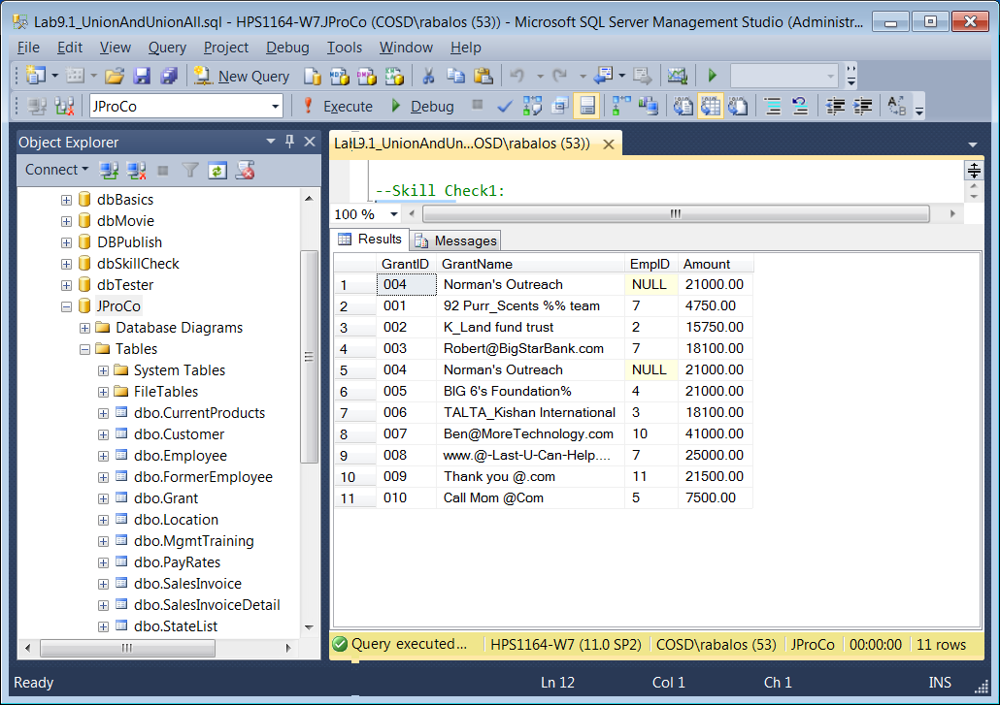 Lab9.1_UnionAndUnionAll.sql - HPS1164-W7.JProCo (COSD\rabalos (53)) - Microsoft SQL Server Management Studio (Administr...
File Edit View Query Project Debug Tools Window Help
New Query
JProCo Execute Debug
Object Explorer
Connect
dbBasics
dbMovie
DBPublish
dbSkillCheck
dbTester
JProCo
Database Diagrams
Tables
System Tables
FileTables
dbo.CurrentProducts
dbo.Customer
dbo.Employee
dbo.FormerEmployee
dbo.Grant
dbo.Location
dbo.MgmtTraining
dbo.PayRates
dbo.SalesInvoice
dbo.SalesInvoiceDetail
dbo.StateList
Lab9.1_UnionAndUn...OSD\rabalos (53))
--Skill Check1:
100 %
Results Messages
GrantID GrantName EmpID Amount
1 004 Norman's Outreach NULL 21000.00
2 001 92 Purr_Scents %% team 7 4750.00
3 002 K_Land fund trust 2 15750.00
4 003 Robert@BigStarBank.com 7 18100.00
5 004 Norman's Outreach NULL 21000.00
6 005 BIG 6's Foundation% 4 21000.00
7 006 TALTA_Kishan International 3 18100.00
8 007 Ben@MoreTechnology.com 10 41000.00
9 008 www.@-Last-U-Can-Help.... 7 25000.00
10 009 Thank you @.com 11 21500.00
11 010 Call Mom @Com 5 7500.00
Query executed... HPS1164-W7 (11.0 SP2) COSD\rabalos (53) JProCo 00:00:00 11 rows
Ready Ln 12 Col 1 Ch 1 INS